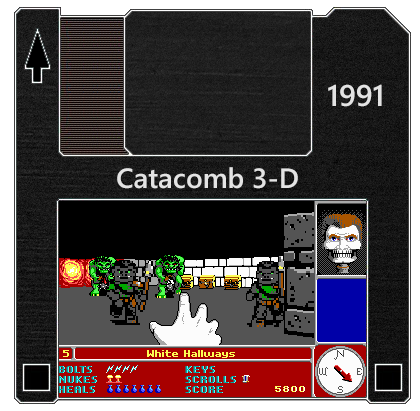 1991
Catacomb 3-D
5 White Hallways
BOLTS KEYS
NUKES SCROLLS
HEALS SCORE 5800
N
W E
S